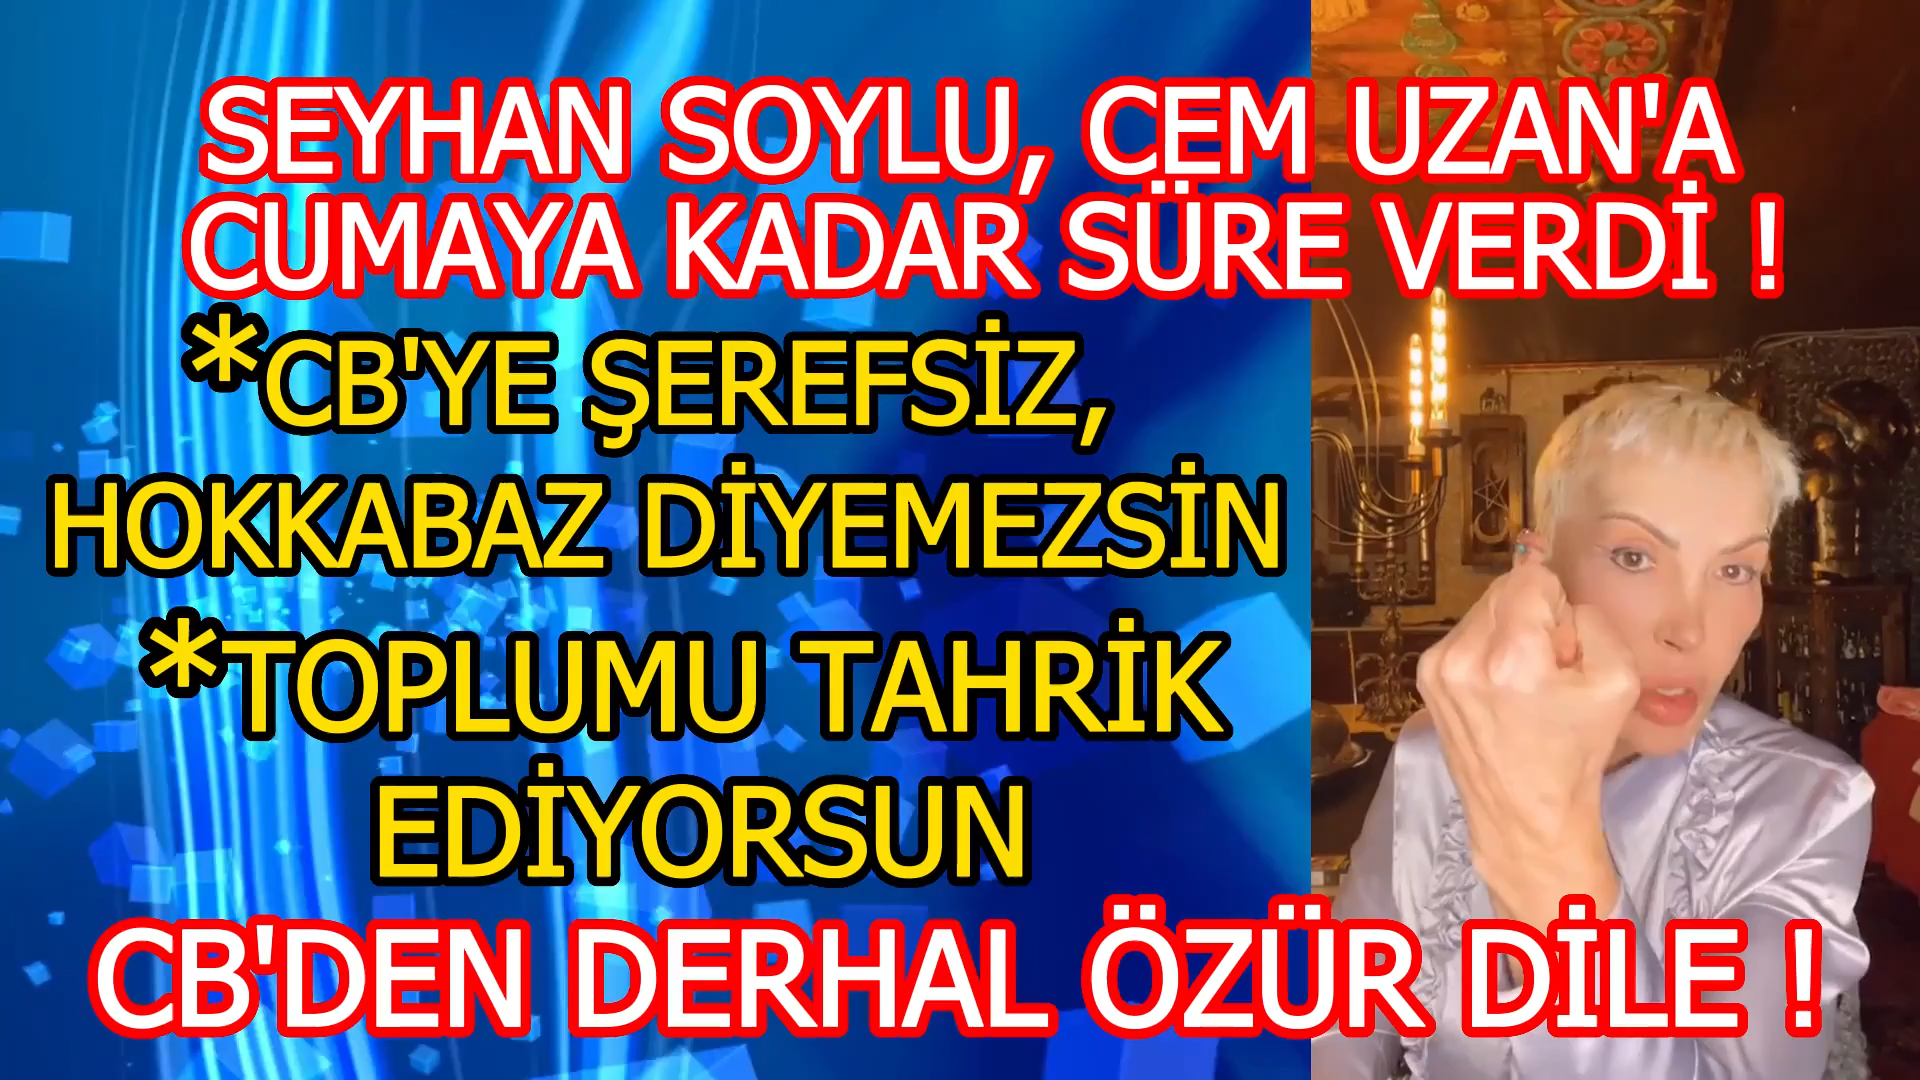 SEYHAN SOYLU, CEM UZAN'A
CUMAYA KADAR SÜRE VERDİ !
*CB'YE ŞEREFSİZ,
HOKKABAZ DİYEMEZSİN
*TOPLUMU TAHRİK
EDİYORSUN
CB'DEN DERHAL ÖZÜR DİLE !